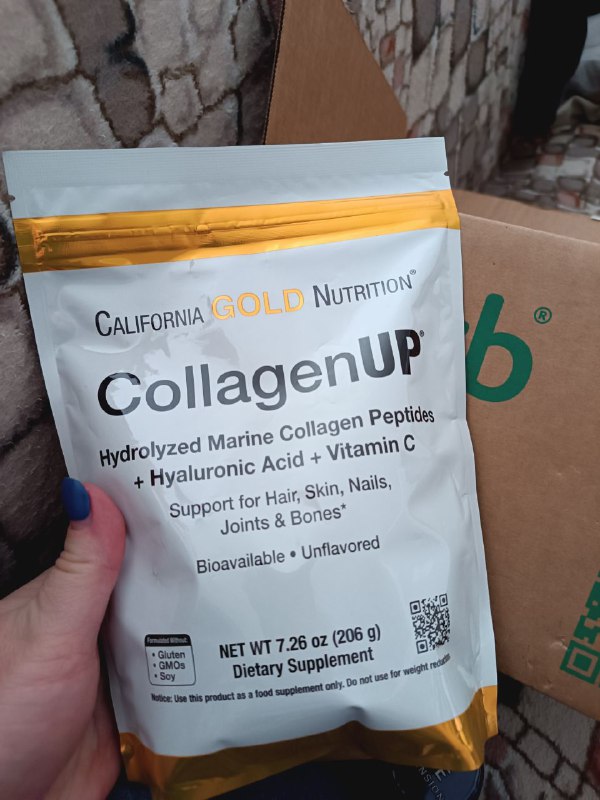 CALIFORNIA GOLD NUTRITION®
CollagenUP®
Hydrolyzed Marine Collagen Peptides
+ Hyaluronic Acid + Vitamin C
Support for Hair, Skin, Nails,
Joints & Bones*
Bioavailable • Unflavored
Formulated Without:
• Gluten
• GMOs
• Soy
NET WT 7.26 oz (206 g)
Dietary Supplement
Notice: Use this product as a food supplement only. Do not use for weight reduction.
b®